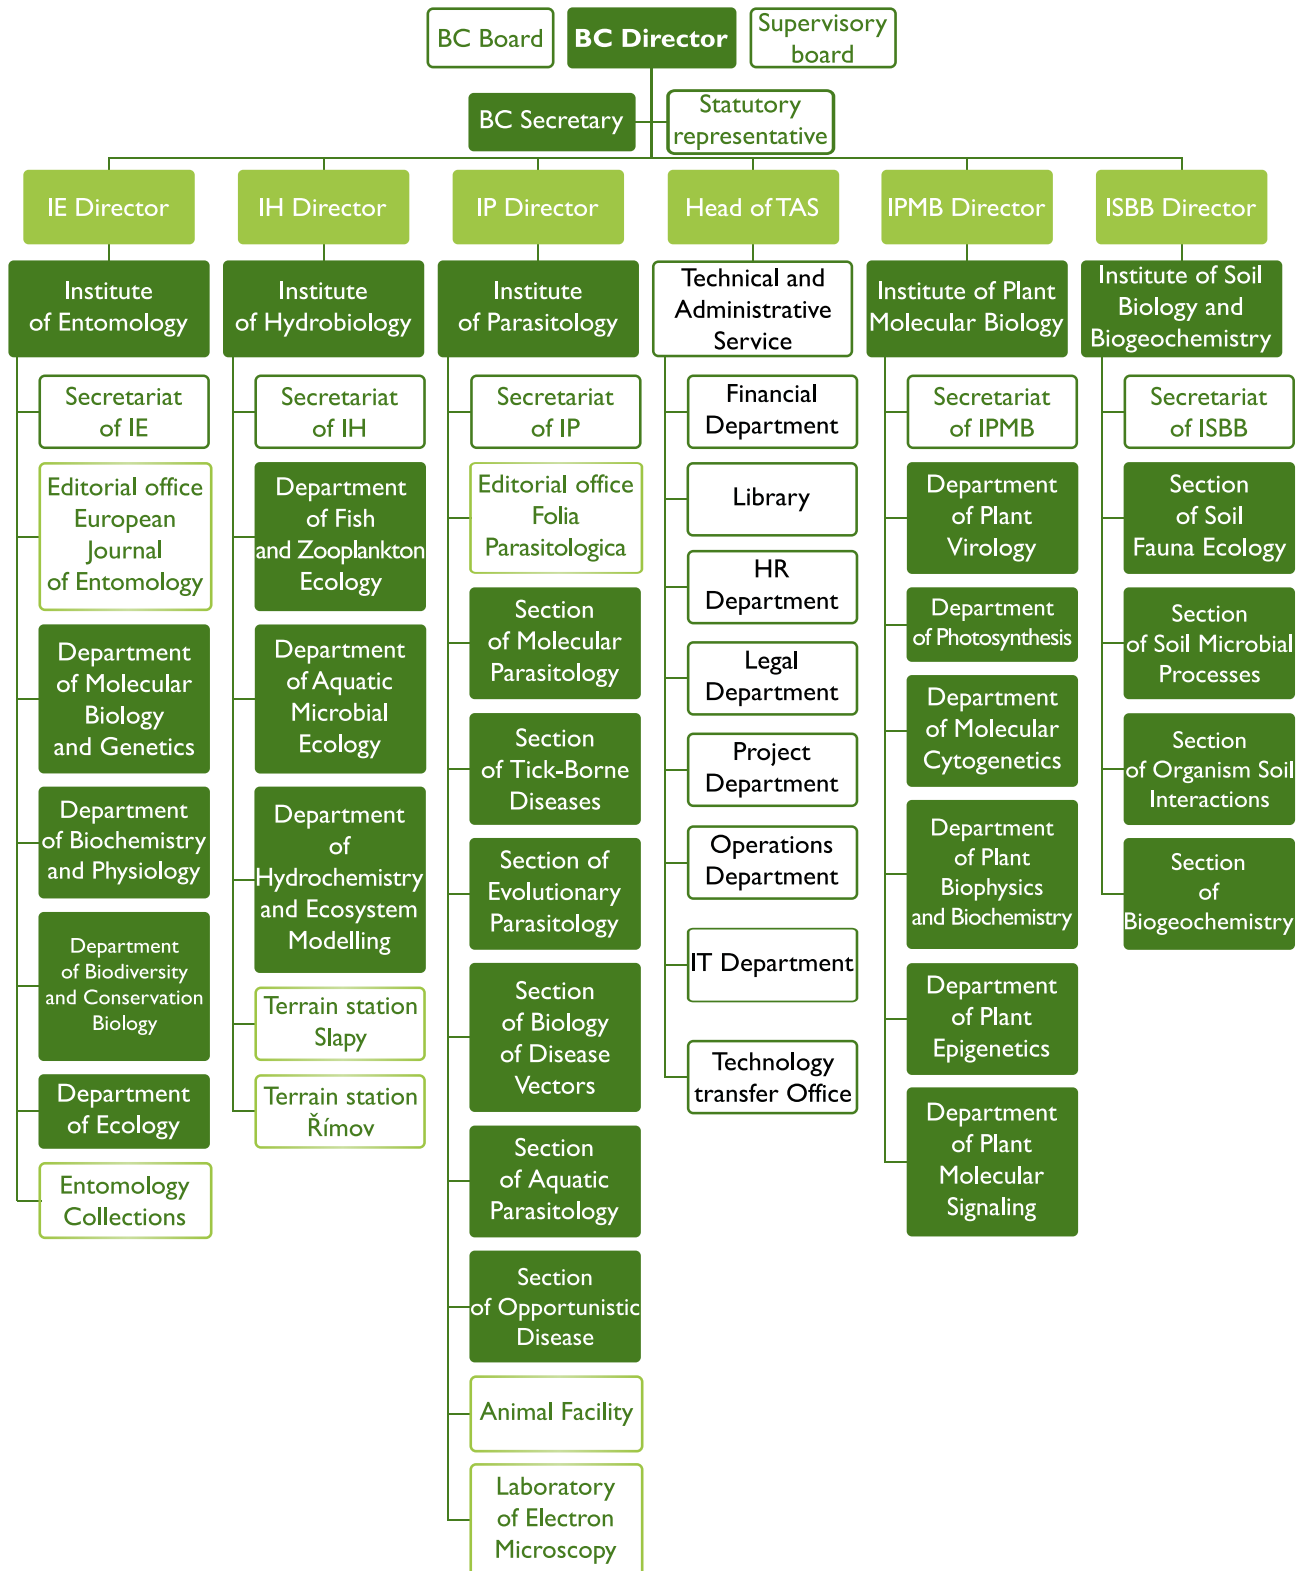 BC Board
BC Director
Supervisory
board
BC Secretary
Statutory
representative
IE Director
IH Director
IP Director
Head of TAS
IPMB Director
ISBB Director
Institute
of Entomology
Institute
of Hydrobiology
Institute
of Parasitology
Technical and
Administrative
Service
Institute of Plant
Molecular Biology
Institute of Soil
Biology and
Biogeochemistry
Secretariat
of IE
Editorial office
European
Journal
of Entomology
Department
of Molecular
Biology
and Genetics
Department
of Biochemistry
and Physiology
Department
of Biodiversity
and Conservation
Biology
Department
of Ecology
Entomology
Collections
Secretariat
of IH
Department
of Fish
and Zooplankton
Ecology
Department
of Aquatic
Microbial
Ecology
Department
of
Hydrochemistry
and Ecosystem
Modelling
Terrain station
Slapy
Terrain station
Římov
Secretariat
of IP
Editorial office
Folia
Parasitologica
Section
of Molecular
Parasitology
Section
of Tick-Borne
Diseases
Section of
Evolutionary
Parasitology
Section
of Biology
of Disease
Vectors
Section
of Aquatic
Parasitology
Section
of Opportunistic
Disease
Animal Facility
Laboratory
of Electron
Microscopy
Financial
Department
Library
HR
Department
Legal
Department
Project
Department
Operations
Department
IT Department
Technology
transfer Office
Secretariat
of IPMB
Department
of Plant
Virology
Department
of Photosynthesis
Department
of Molecular
Cytogenetics
Department
of Plant
Biophysics
and Biochemistry
Department
of Plant
Epigenetics
Department
of Plant
Molecular
Signaling
Secretariat
of ISBB
Section
of Soil
Fauna Ecology
Section
of Soil Microbial
Processes
Section
of Organism Soil
Interactions
Section
of
Biogeochemistry